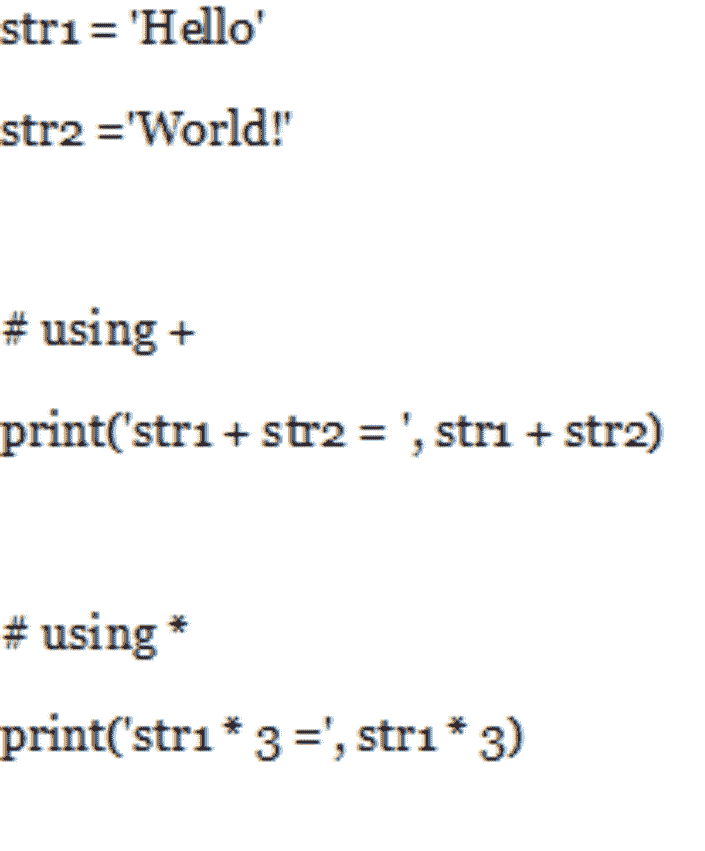 str1 = 'Hello'
str2 ='World!'
# using +
print('str1 + str2 = ', str1 + str2)
# using *
print('str1 * 3 =', str1 * 3)